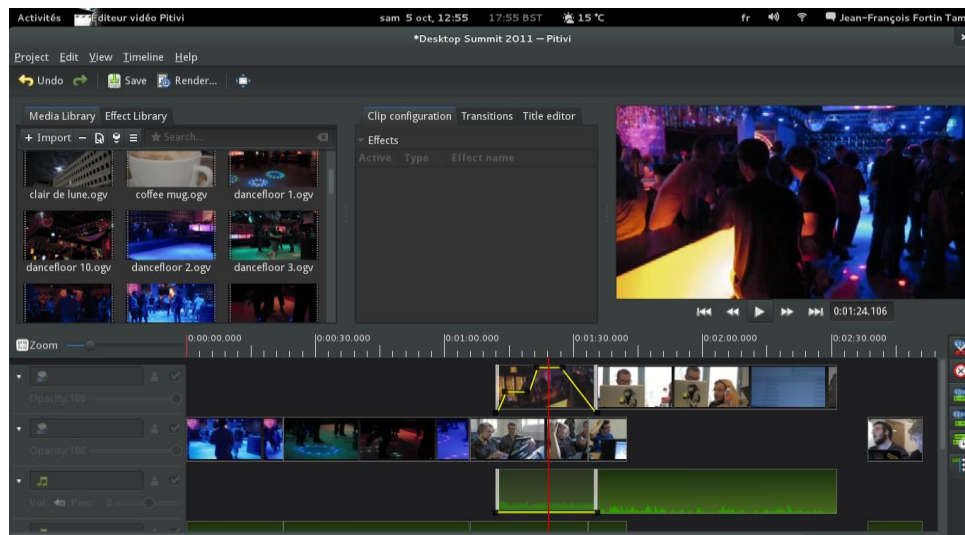 Activités Éditeur vidéo Pitivi sam 5 oct, 12:55 17:55 BST 15 °C fr Jean-François Fortin Tam
*Desktop Summit 2011 — Pitivi
Project Edit View Timeline Help
Undo Save Render...
Media Library Effect Library
Clip configuration Transitions Title editor
+ Import Search...
Effects
Active Type Effect name
clair de lune.ogv coffee mug.ogv dancefloor 1.ogv
dancefloor 10.ogv dancefloor 2.ogv dancefloor 3.ogv
0:01:24.106
Zoom 0:00:00.000 0:00:30.000 0:01:00.000 0:01:30.000 0:02:00.000 0:02:30.000
Opacity:100
Opacity:100
Vol: Pan: 0